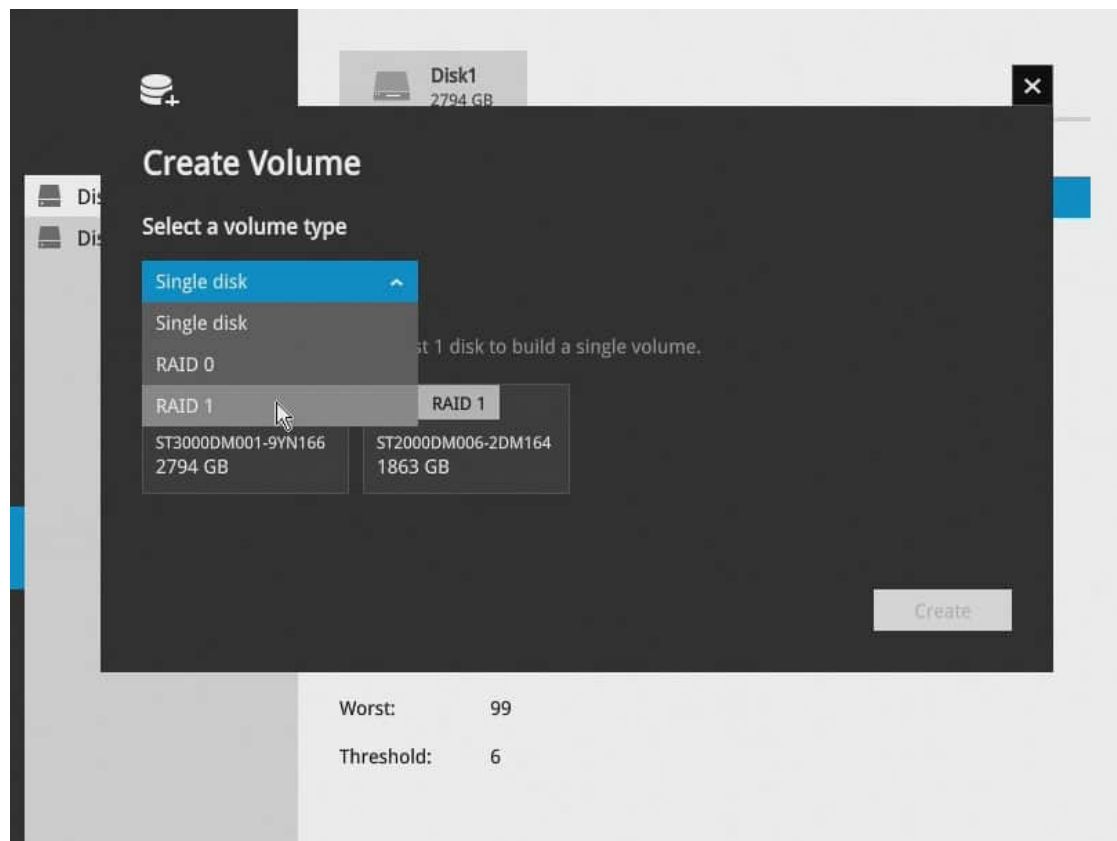 Disk1
2794 GB
Create Volume
Select a volume type
Single disk
Single disk
1 disk to build a single volume.
RAID 0
RAID 1
RAID 1
ST3000DM001-9YN166
2794 GB
ST2000DM006-2DM164
1863 GB
Create
Worst: 99
Threshold: 6